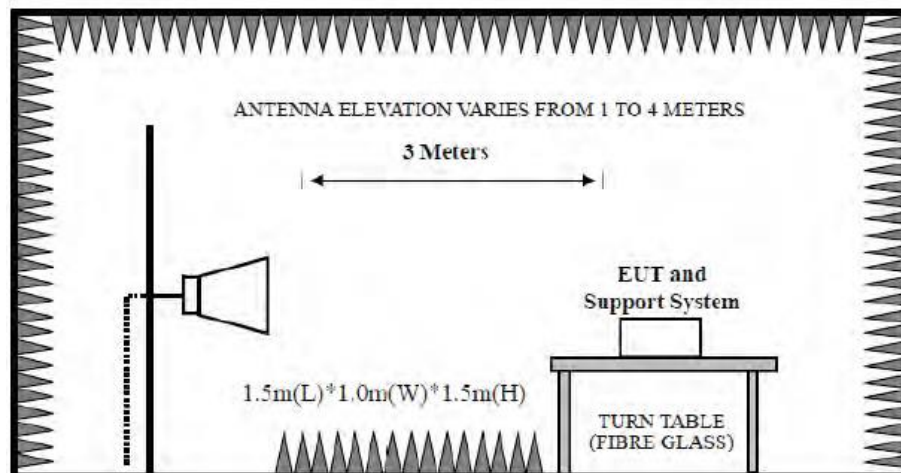 ANTENNA ELEVATION VARIES FROM 1 TO 4 METERS
3 Meters
EUT and
Support System
1.5m(L)*1.0m(W)*1.5m(H)
TURN TABLE
(FIBRE GLASS)